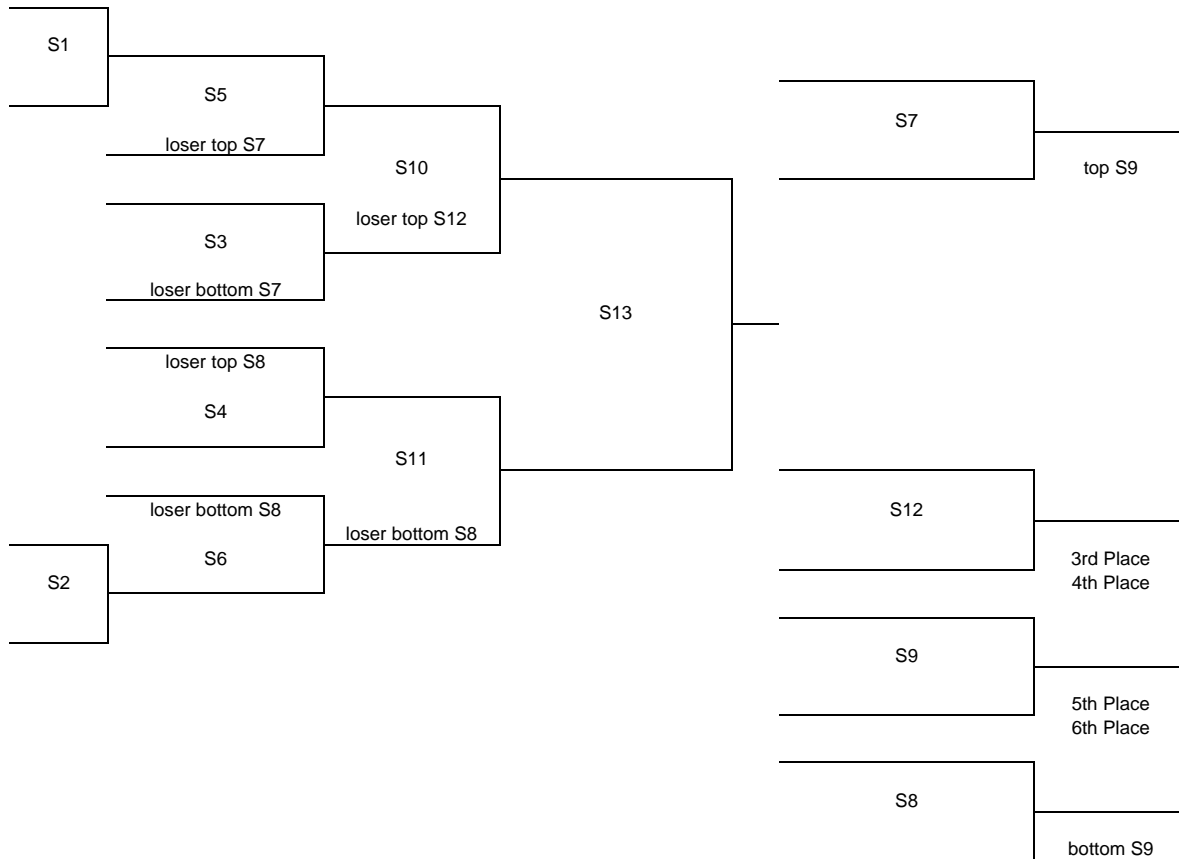 S1
S5
loser top S7
S10
loser top S12
S3
loser bottom S7
S13
loser top S8
S4
S11
loser bottom S8
loser bottom S8
S6
S2
S7
top S9
S12
3rd Place
4th Place
S9
5th Place
6th Place
S8
bottom S9